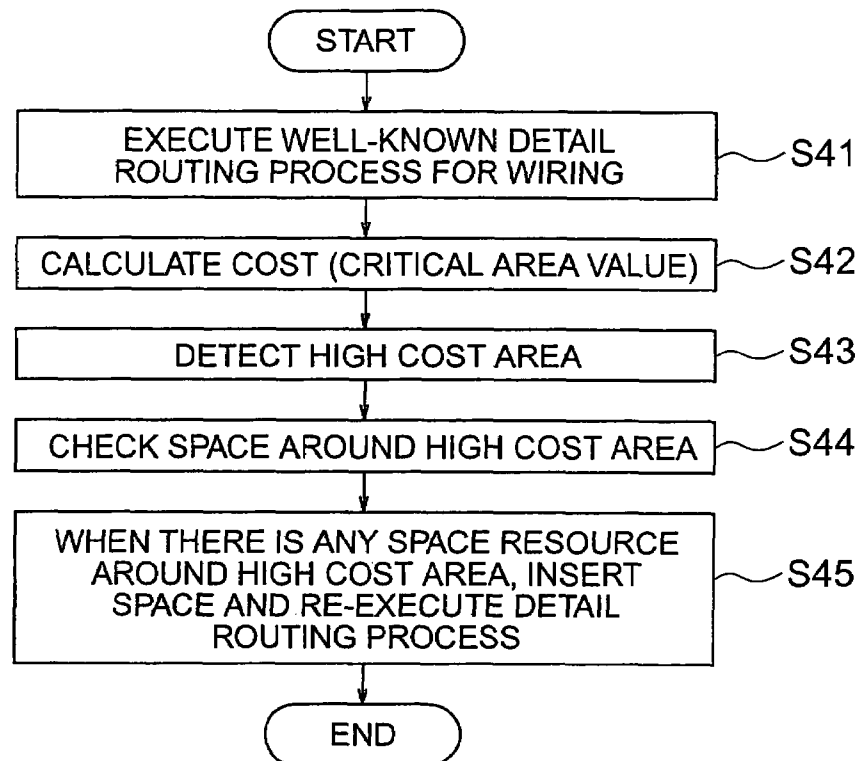 START
EXECUTE WELL-KNOWN DETAIL
ROUTING PROCESS FOR WIRING
S41
CALCULATE COST (CRITICAL AREA VALUE)
S42
DETECT HIGH COST AREA
S43
CHECK SPACE AROUND HIGH COST AREA
S44
WHEN THERE IS ANY SPACE RESOURCE
AROUND HIGH COST AREA, INSERT
SPACE AND RE-EXECUTE DETAIL
ROUTING PROCESS
S45
END